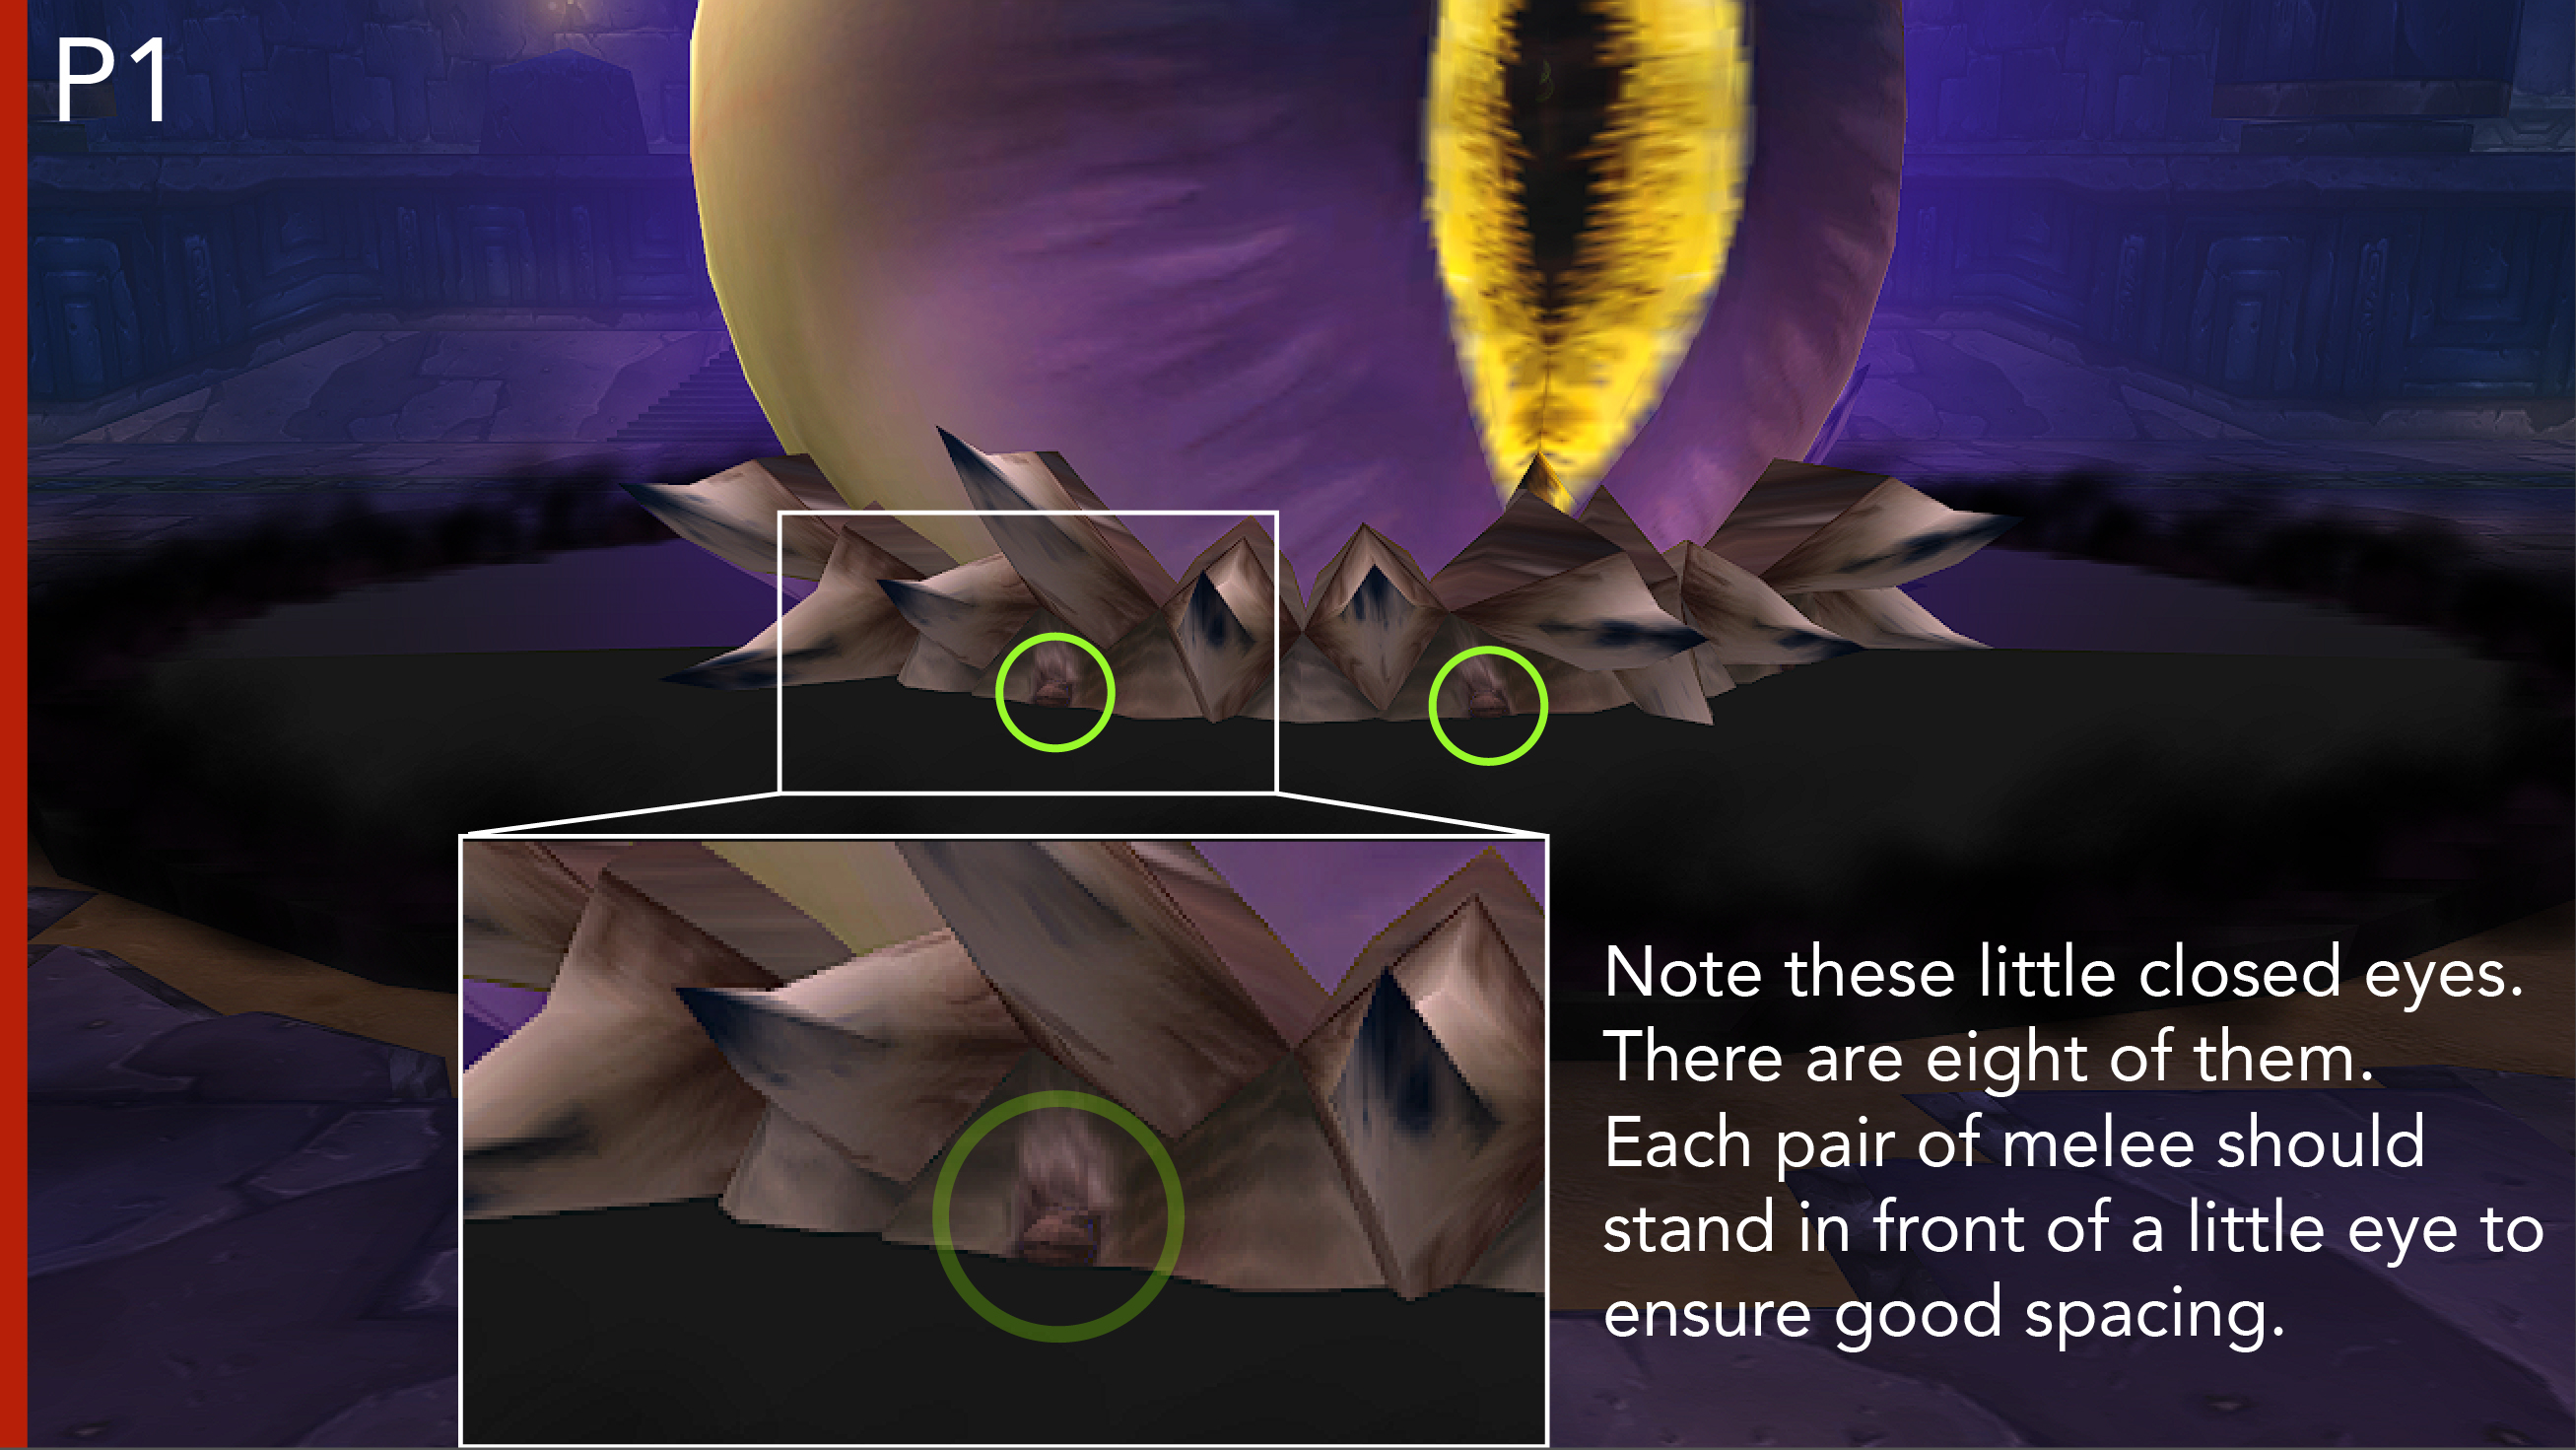 P1
Note these little closed eyes.
There are eight of them.
Each pair of melee should
stand in front of a little eye to
ensure good spacing.